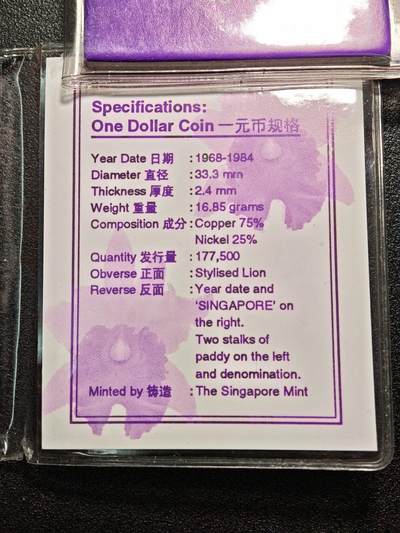 Specifications:
One Dollar Coin 一元币规格
Year Date 日期 : 1968-1984
Diameter 直径 : 33.3 mm
Thickness 厚度 : 2.4 mm
Weight 重量 : 16.85 grams
Composition 成分 : Copper 75%
Nickel 25%
Quantity 发行量 : 177,500
Obverse 正面 : Stylised Lion
Reverse 反面 : Year date and
'SINGAPORE' on
the right.
Two stalks of
paddy on the left
and denomination.
Minted by 铸造 : The Singapore Mint